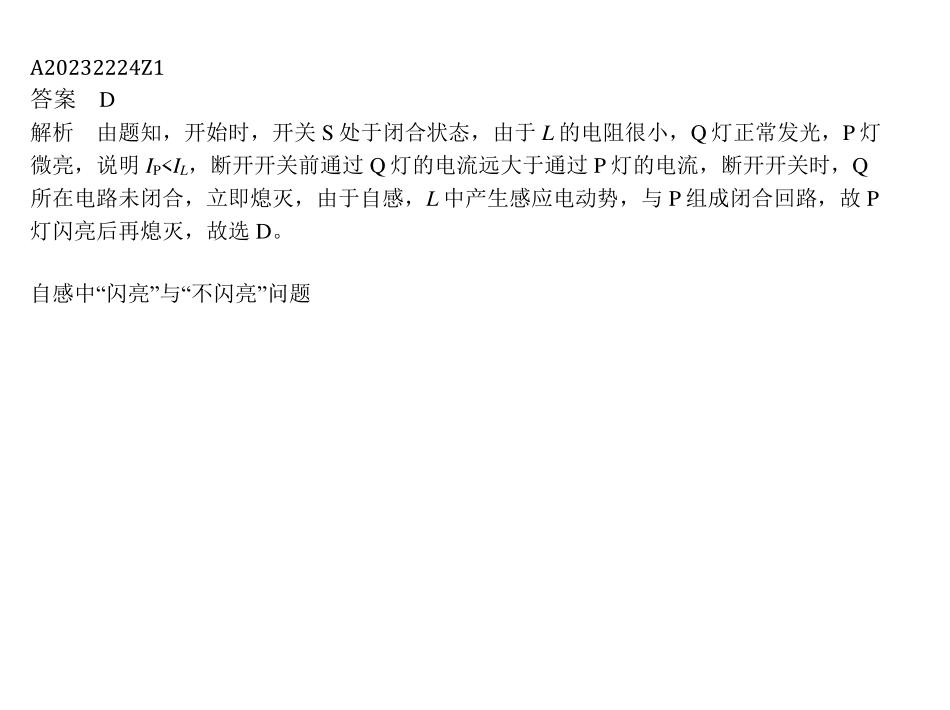 A20232224Z1
答案 D
解析 由题知，开始时，开关 S 处于闭合状态，由于 L 的电阻很小，Q 灯正常发光，P 灯
微亮，说明 IP<IL，断开开关前通过 Q 灯的电流远大于通过 P 灯的电流，断开开关时，Q
所在电路未闭合，立即熄灭，由于自感，L 中产生感应电动势，与 P 组成闭合回路，故 P
灯闪亮后再熄灭，故选 D。
自感中“闪亮”与“不闪亮”问题